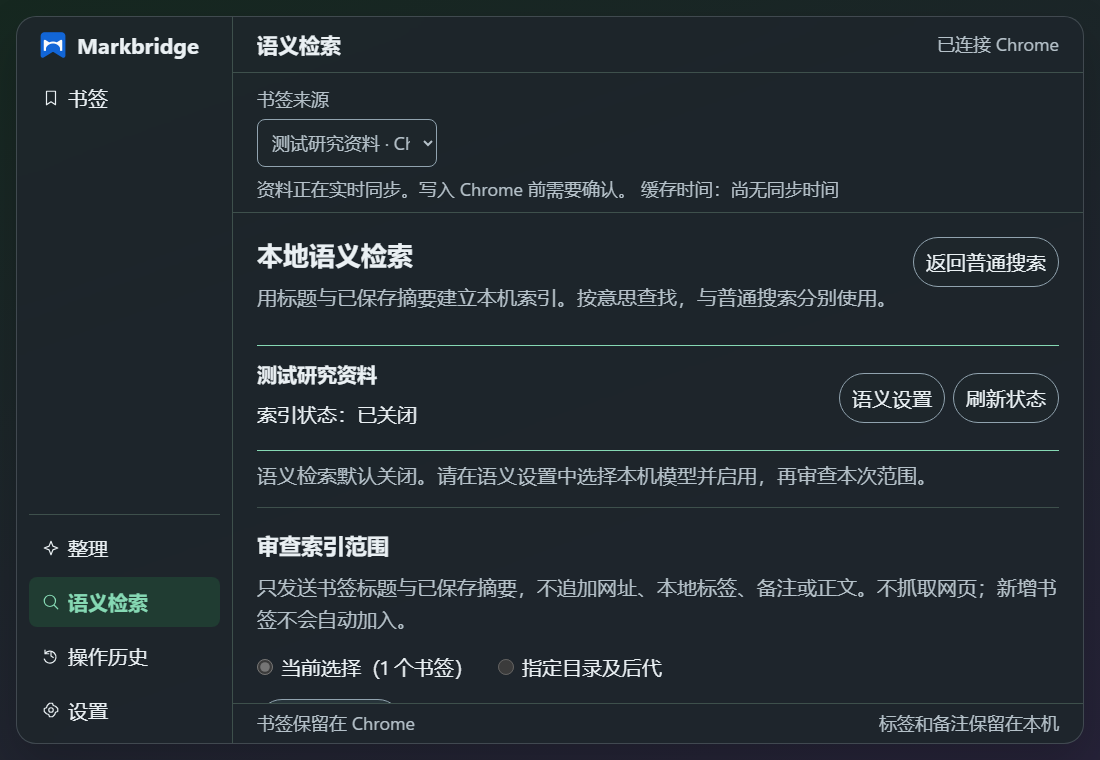 Markbridge
书签
整理
语义检索
操作历史
设置
语义检索
已连接 Chrome
书签来源
测试研究资料 · Ch
资料正在实时同步。写入 Chrome 前需要确认。 缓存时间：尚无同步时间
本地语义检索
返回普通搜索
用标题与已保存摘要建立本机索引。按意思查找，与普通搜索分别使用。
测试研究资料
索引状态：已关闭
语义设置
刷新状态
语义检索默认关闭。请在语义设置中选择本机模型并启用，再审查本次范围。
审查索引范围
只发送书签标题与已保存摘要，不追加网址、本地标签、备注或正文。不抓取网页；新增书
签不会自动加入。
当前选择（1 个书签）
指定目录及后代
书签保留在 Chrome
标签和备注保留在本机